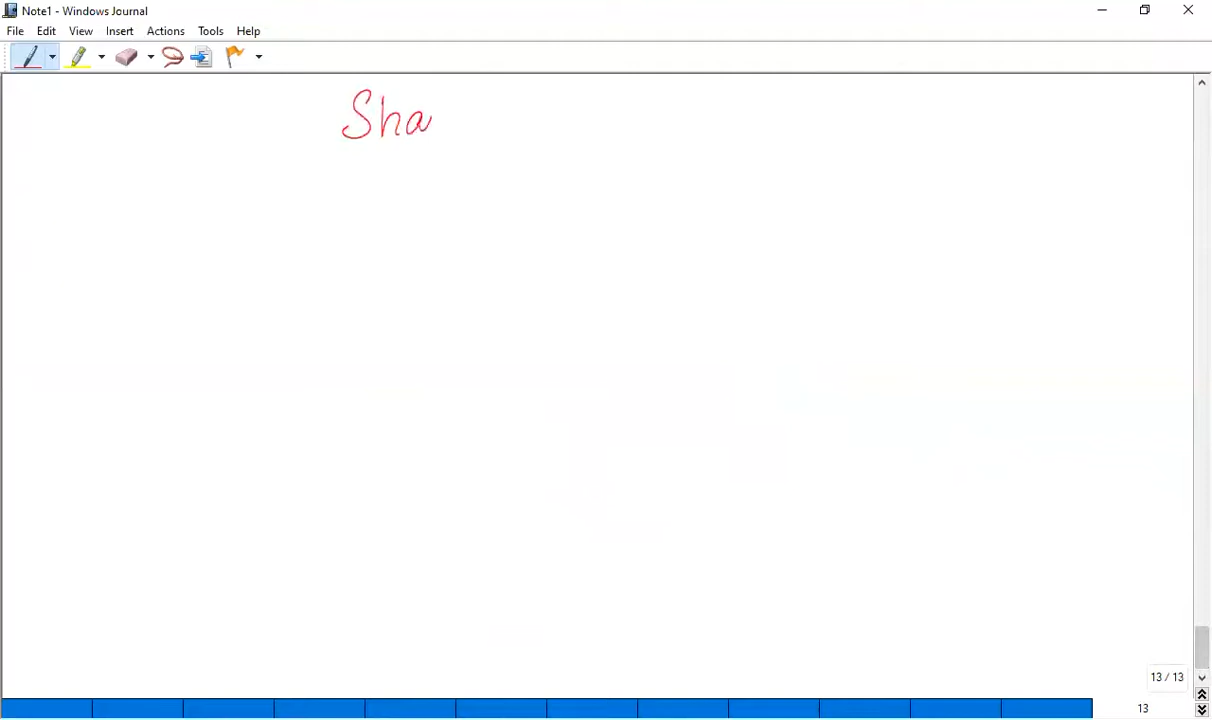 Note1 - Windows Journal
File Edit View Insert Actions Tools Help
Sha
13 / 13
13